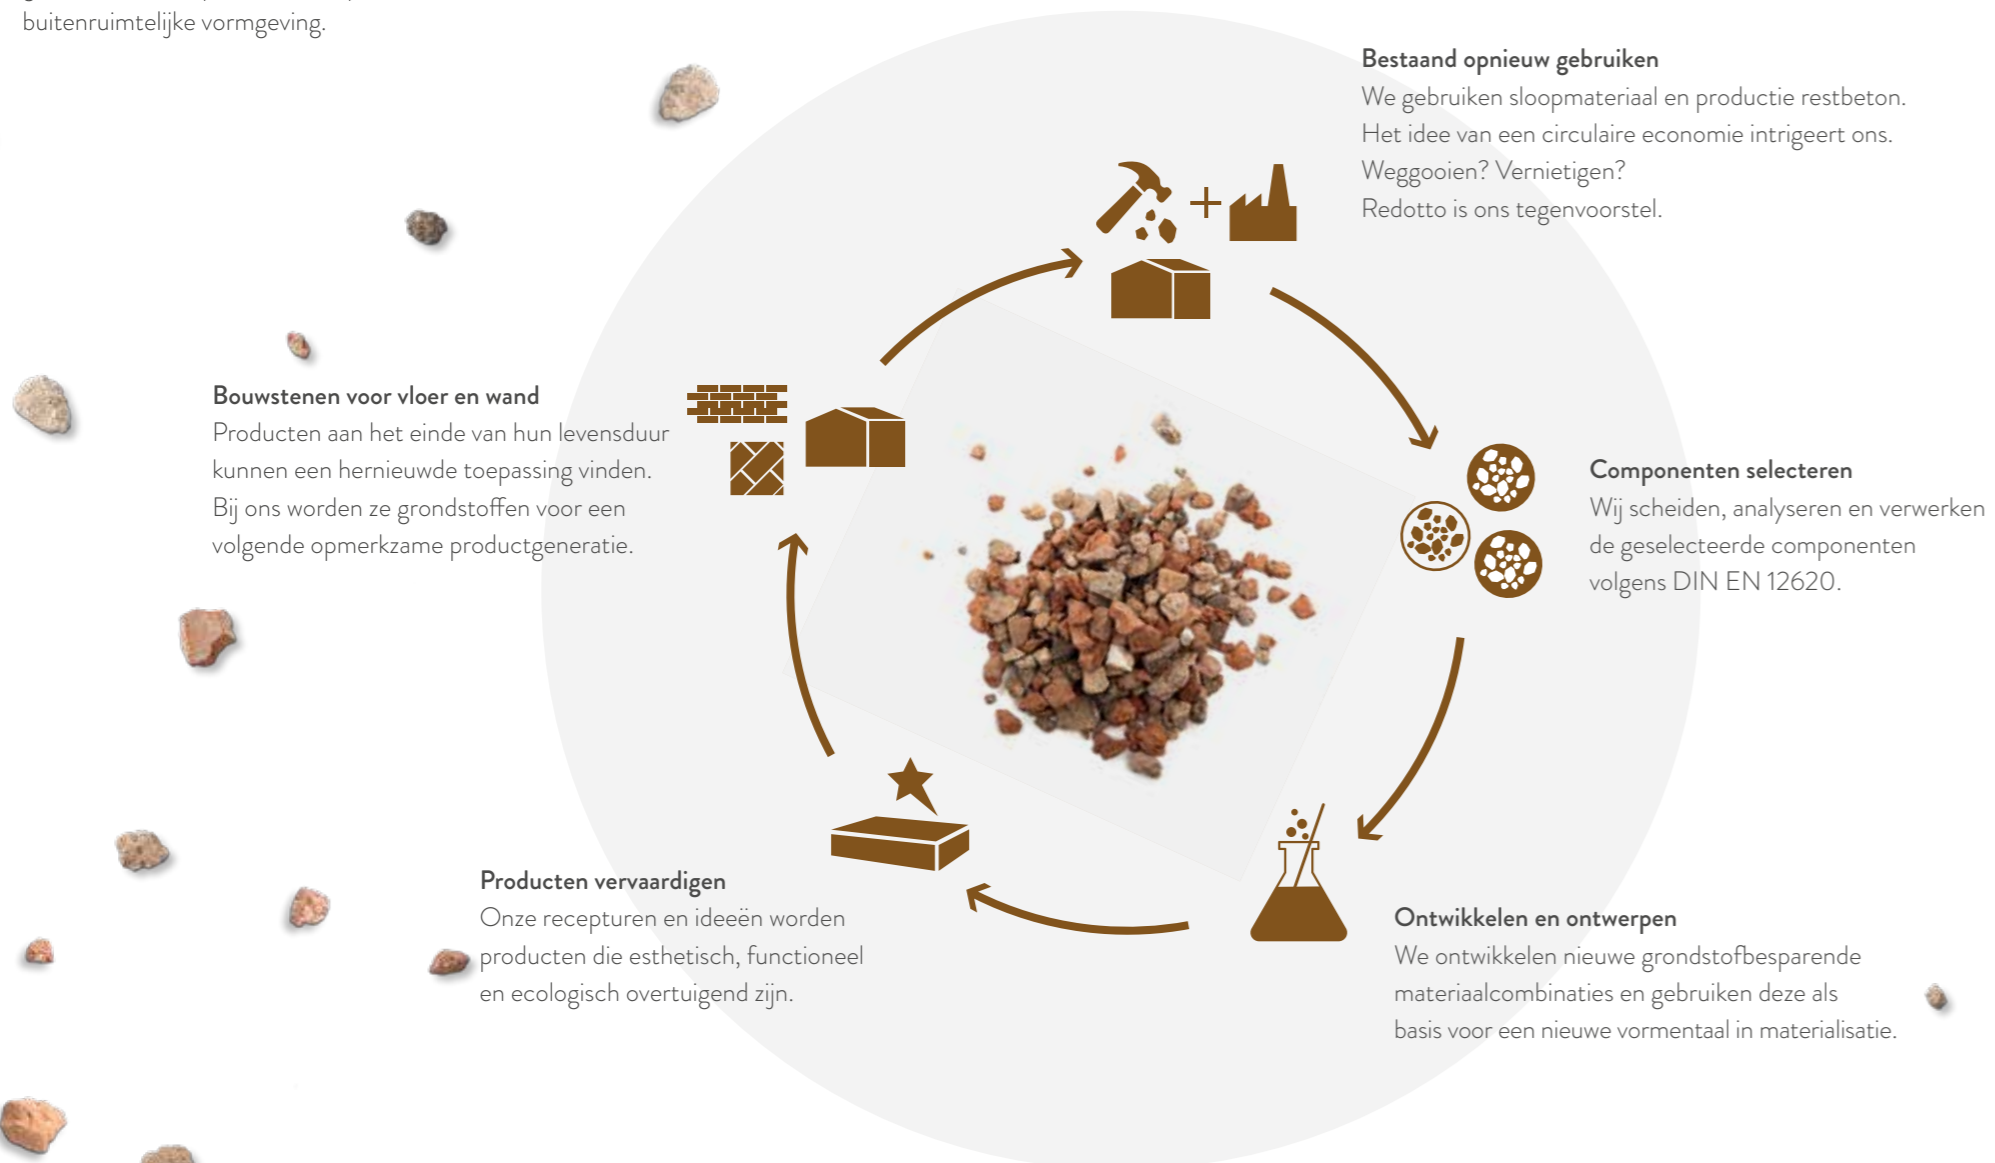 buitenruimtelijke vormgeving.
Bestaand opnieuw gebruiken
We gebruiken sloopmateriaal en productie restbeton.
Het idee van een circulaire economie intrigeert ons.
Weggooien? Vernietigen?
Redotto is ons tegenvoorstel.
Componenten selecteren
Wij scheiden, analyseren en verwerken
de geselecteerde componenten
volgens DIN EN 12620.
Ontwikkelen en ontwerpen
We ontwikkelen nieuwe grondstofbesparende
materiaalcombinaties en gebruiken deze als
basis voor een nieuwe vormentaal in materialisatie.
Producten vervaardigen
Onze recepturen en ideeën worden
producten die esthetisch, functioneel
en ecologisch overtuigend zijn.
Bouwstenen voor vloer en wand
Producten aan het einde van hun levensduur
kunnen een hernieuwde toepassing vinden.
Bij ons worden ze grondstoffen voor een
volgende opmerkzame productgeneratie.